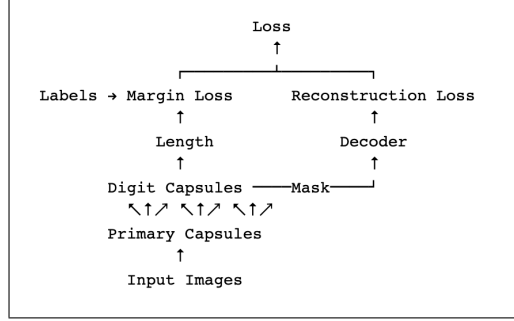 Loss
↑
Labels → Margin Loss Reconstruction Loss
↑ ↑
Length Decoder
↑ ↑
Digit Capsules Mask
↖↑↗ ↖↑↗ ↖↑↗
Primary Capsules
↑
Input Images